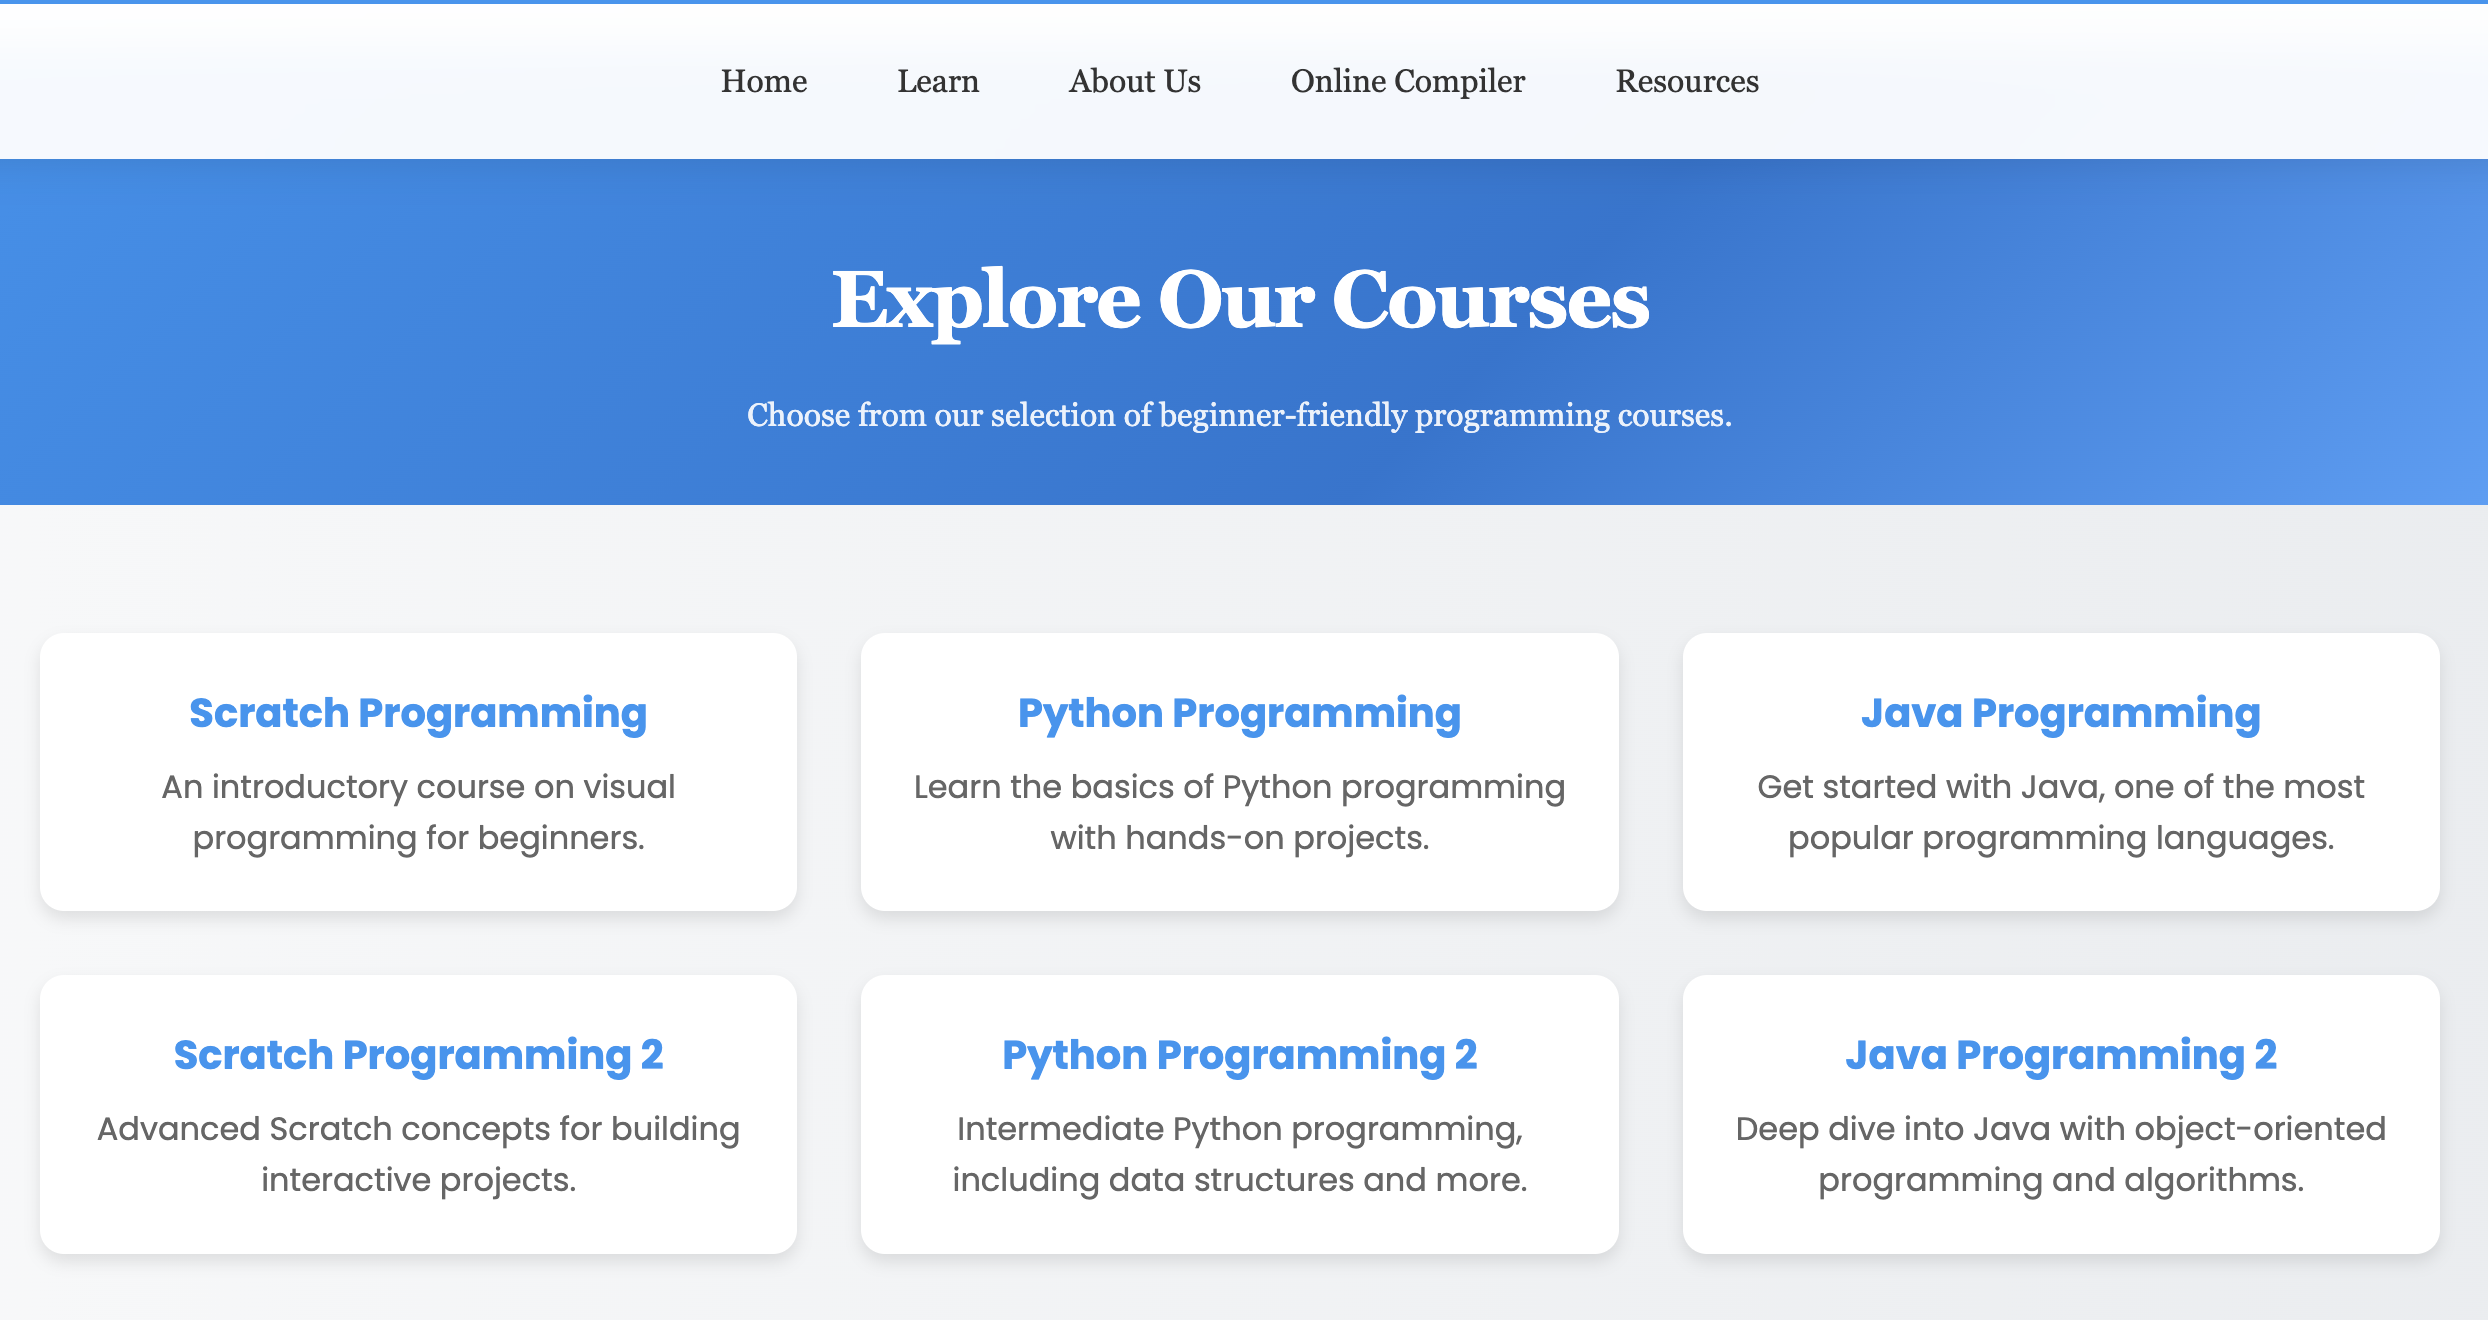 Home Learn About Us Online Compiler Resources
Explore Our Courses
Choose from our selection of beginner-friendly programming courses.
Scratch Programming
An introductory course on visual
programming for beginners.
Python Programming
Learn the basics of Python programming
with hands-on projects.
Java Programming
Get started with Java, one of the most
popular programming languages.
Scratch Programming 2
Advanced Scratch concepts for building
interactive projects.
Python Programming 2
Intermediate Python programming,
including data structures and more.
Java Programming 2
Deep dive into Java with object-oriented
programming and algorithms.